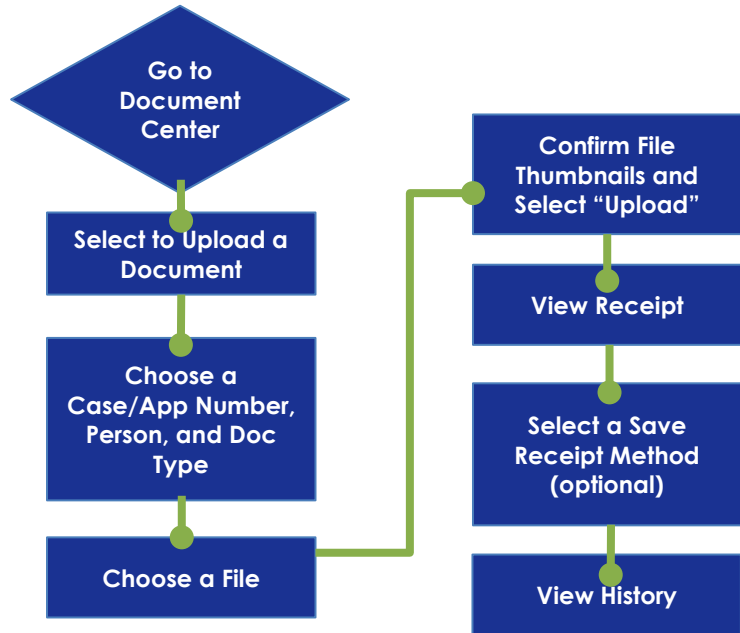 Go to
Document
Center
Select to Upload a
Document
Choose a
Case/App Number,
Person, and Doc
Type
Choose a File
Confirm File
Thumbnails and
Select “Upload”
View Receipt
Select a Save
Receipt Method
(optional)
View History